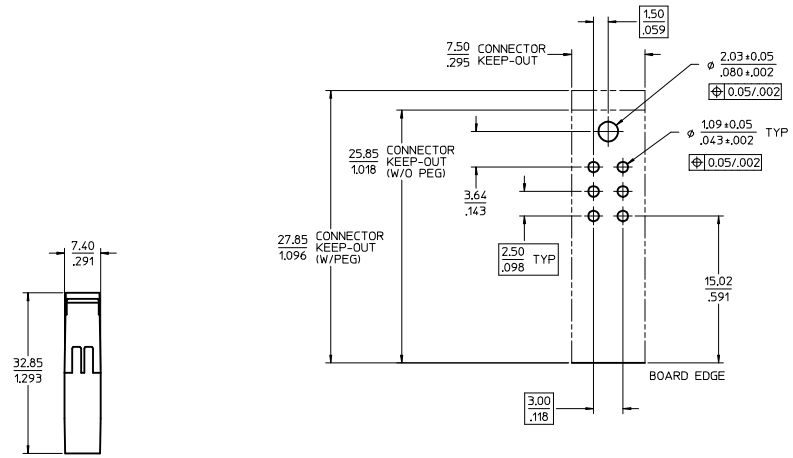 1.50
.059
7.50 CONNECTOR
.295 KEEP-OUT
⌀ 2.03±0.05
.080±.002
⌖ 0.05/.002
⌀ 1.09±0.05 TYP
.043±.002
⌖ 0.05/.002
25.85 CONNECTOR
1.018 KEEP-OUT
(W/O PEG)
3.64
.143
27.85 CONNECTOR
1.096 KEEP-OUT
(W/PEG)
2.50 TYP
.098
7.40
.291
15.02
.591
32.85
1.293
BOARD EDGE
3.00
.118